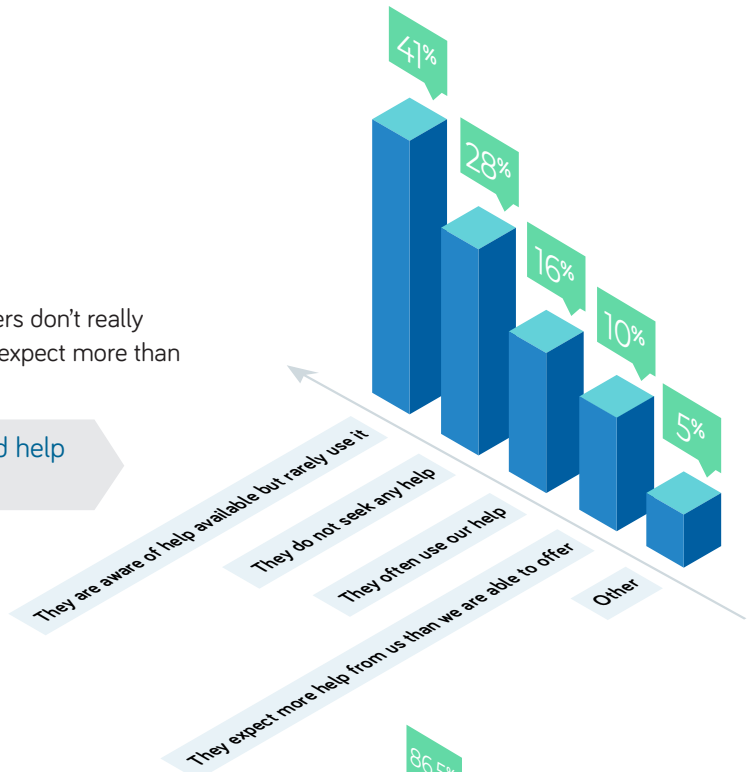 41%
28%
16%
10%
5%
don't really
expect more than
help
They are aware of help available but rarely use it
They do not seek any help
They often use our help
They expect more help from us than we are able to offer
Other
86.5%